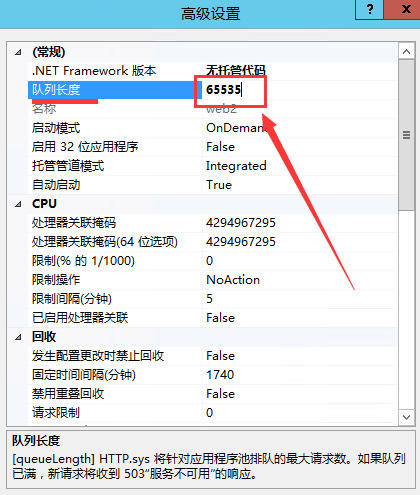 高级设置
? X
(常规)
.NET Framework 版本 无托管代码
队列长度 65535
名称 web2
启动模式 OnDemand
启用 32 位应用程序 False
托管管道模式 Integrated
自动启动 True
CPU
处理器关联掩码 4294967295
处理器关联掩码(64 位选项) 4294967295
限制(% 的 1/1000) 0
限制操作 NoAction
限制间隔(分钟) 5
已启用处理器关联 False
回收
发生配置更改时禁止回收 False
固定时间间隔(分钟) 1740
禁用重叠回收 False
请求限制 0
队列长度
[queueLength] HTTP.sys 将针对应用程序池排队的最大请求数。如果队列
已满，新请求将收到 503“服务不可用”的响应。